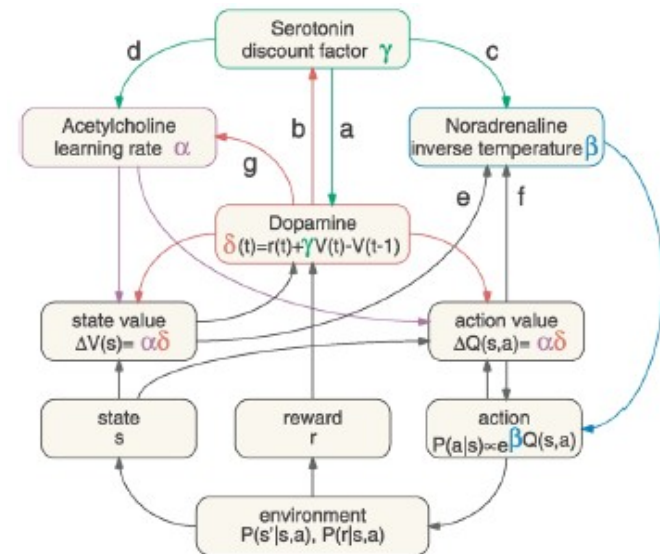 Serotonin
discount factor γ
d
c
Acetylcholine
learning rate α
b
a
Noradrenaline
inverse temperature β
g
e
f
Dopamine
δ(t)=r(t)+γV(t)-V(t-1)
state value
ΔV(s)= αδ
action value
ΔQ(s,a)= αδ
state
s
reward
r
action
P(a|s)∝e βQ(s,a)
environment
P(s'|s,a), P(r|s,a)